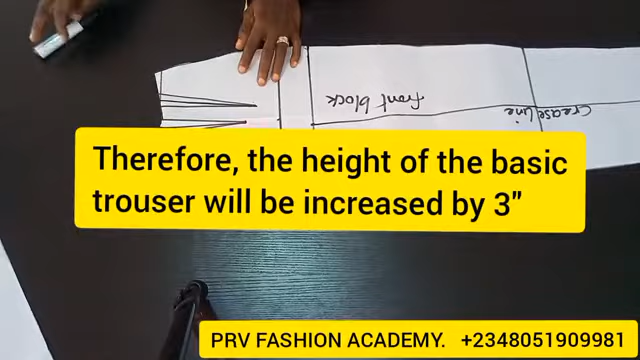 front block
crease line
Therefore, the height of the basic
trouser will be increased by 3"
PRV FASHION ACADEMY. +2348051909981